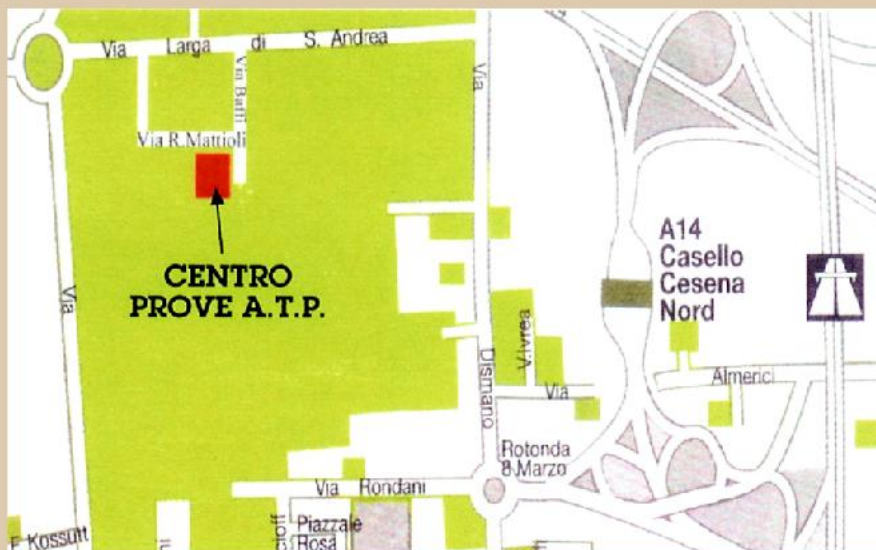 Via Larga di S. Andrea
Via Batti
Via R.Mattioli
CENTRO
PROVE A.T.P.
Via
Via
Dismano
A14
Casello
Cesena
Nord
V.Ivrea
Via
Almerici
Rotonda
8 Marzo
Via Rondani
Piazzale
Rosa
F Kossutt